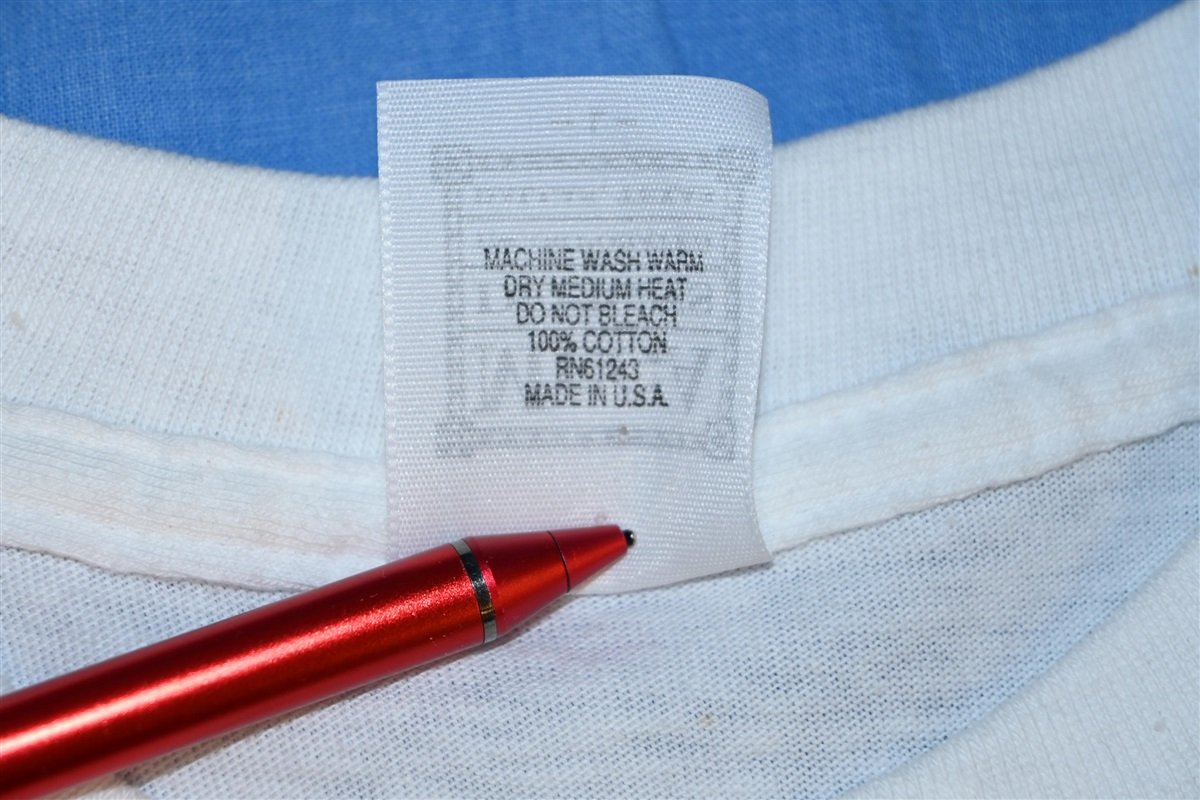 MACHINE WASH WARM
DRY MEDIUM HEAT
DO NOT BLEACH
100% COTTON
RN61243
MADE IN U.S.A.